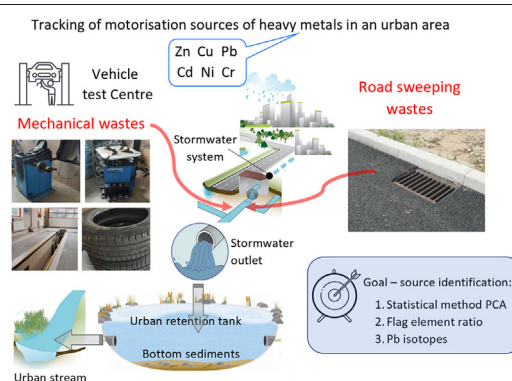 Tracking of motorisation sources of heavy metals in an urban area
Zn Cu Pb
Cd Ni Cr
Vehicle
test Centre
Road sweeping
wastes
Mechanical wastes
Stormwater
system
Stormwater
outlet
Goal – source identification:
1. Statistical method PCA
2. Flag element ratio
3. Pb isotopes
Urban retention tank
Bottom sediments
Urban stream